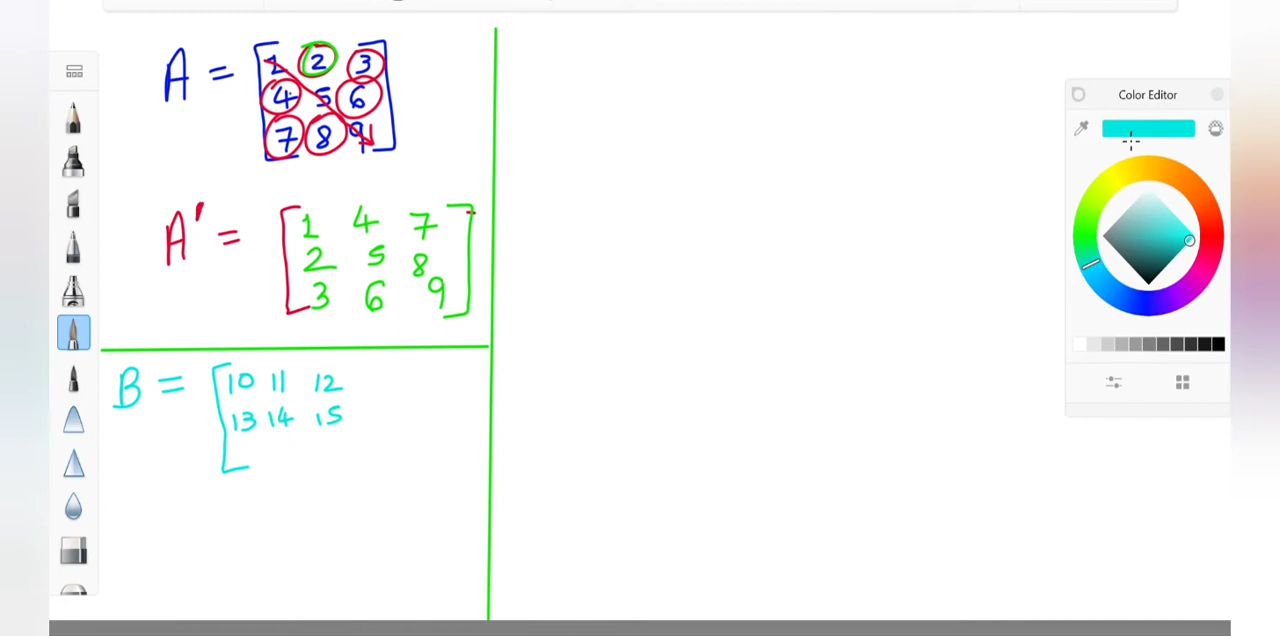 A = [1 2 3
4 5 6
7 8 9]
A' = [1 4 7
2 5 8
3 6 9]
B = [10 11 12
13 14 15
Color Editor